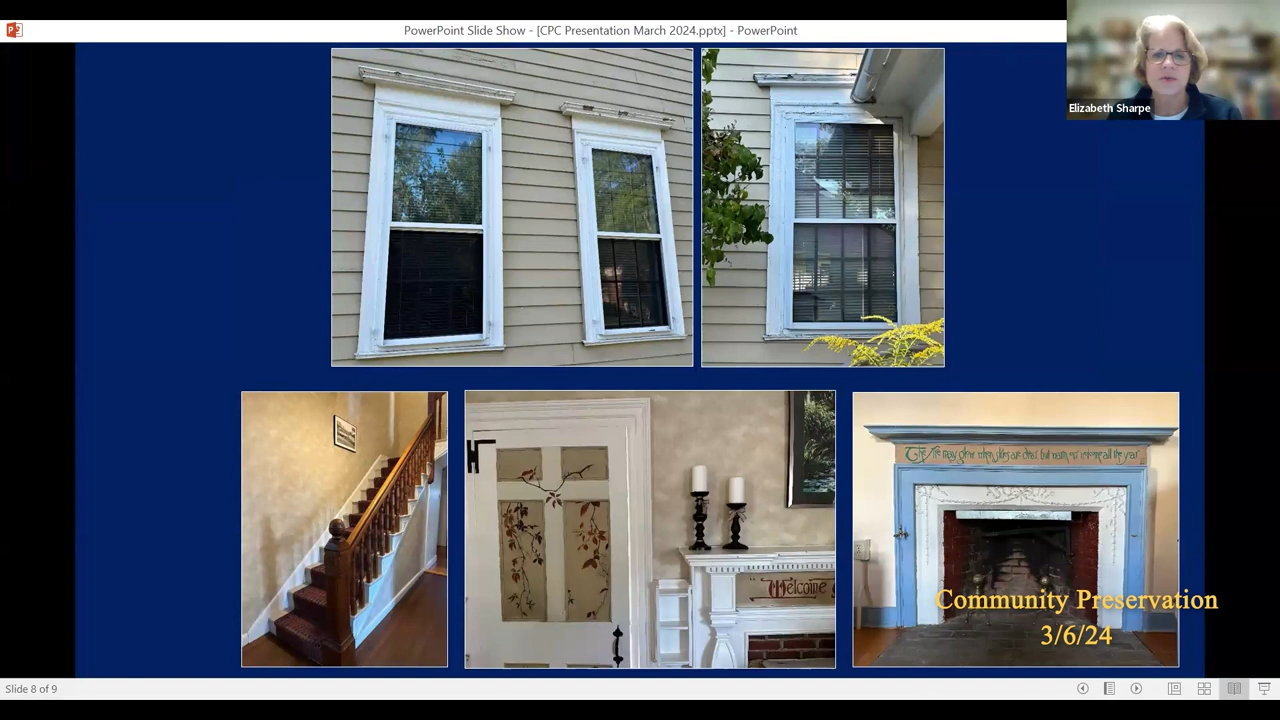 PowerPoint Slide Show - [CPC Presentation March 2024.pptx] - PowerPoint
Elizabeth Sharpe
Welcome
Community Preservation
3/6/24
Slide 8 of 9